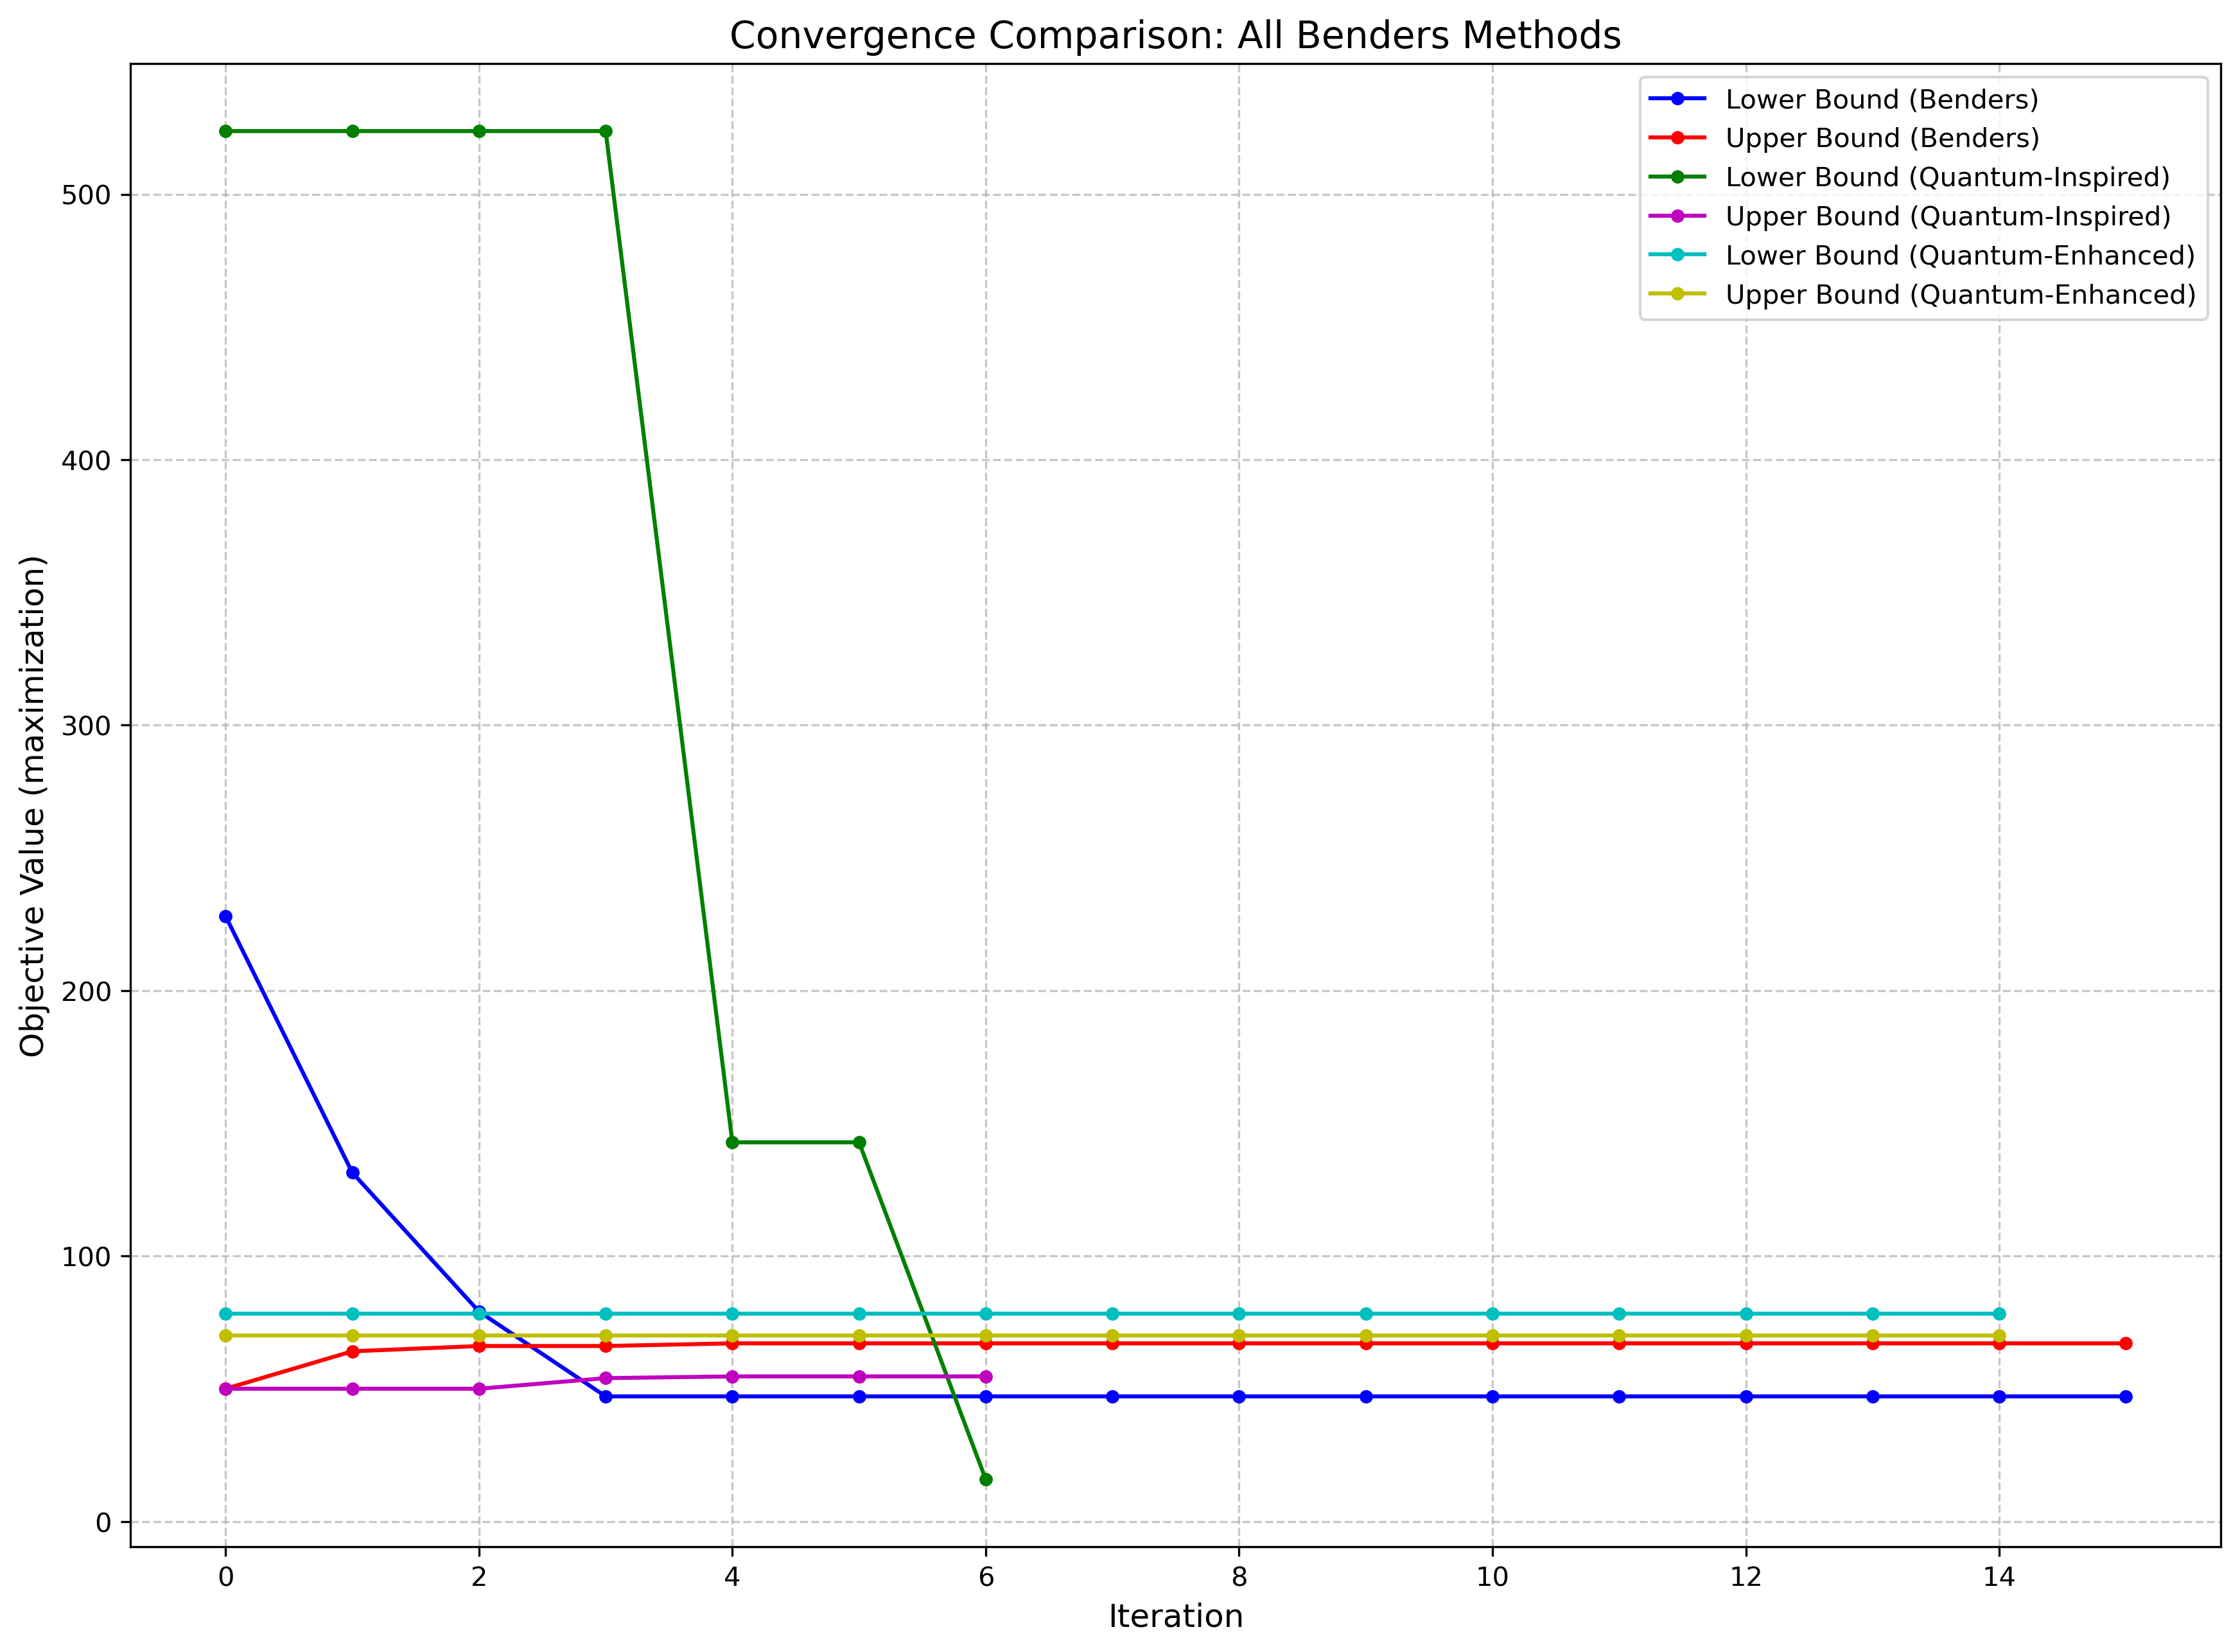 Convergence Comparison: All Benders Methods
Lower Bound (Benders)
Upper Bound (Benders)
Lower Bound (Quantum-Inspired)
Upper Bound (Quantum-Inspired)
Lower Bound (Quantum-Enhanced)
Upper Bound (Quantum-Enhanced)
Objective Value (maximization)
500
400
300
200
100
0
0 2 4 6 8 10 12 14
Iteration